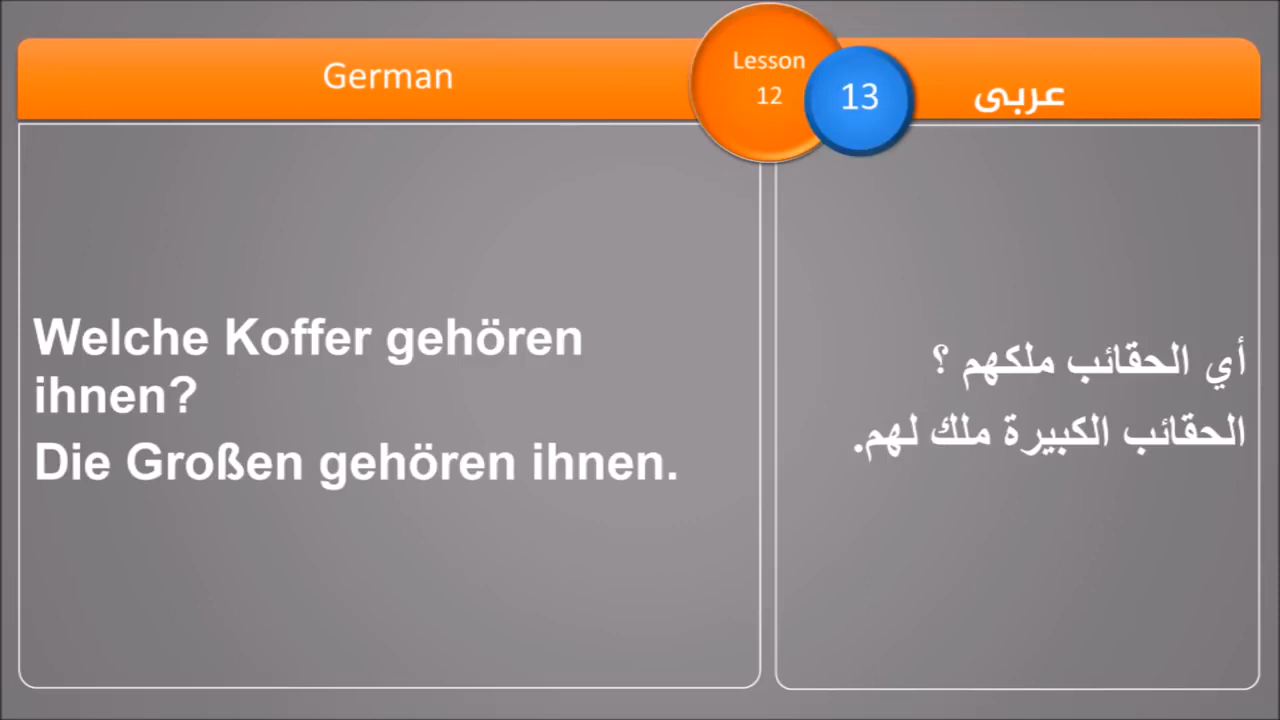 German
Lesson
12
13
عربى
Welche Koffer gehören
ihnen?
Die Großen gehören ihnen.
أي الحقائب ملكهم ؟
الحقائب الكبيرة ملك لهم.